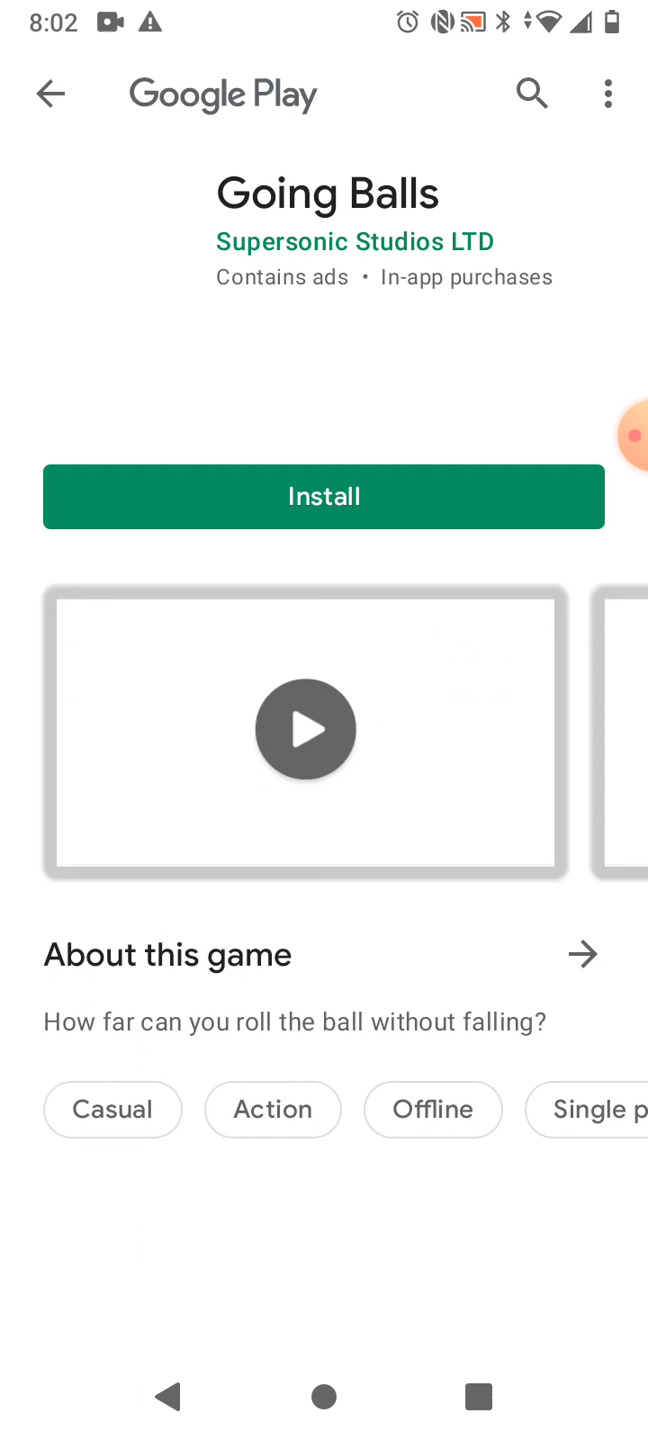 8:02
Google Play
Going Balls
Supersonic Studios LTD
Contains ads • In-app purchases
Install
About this game
How far can you roll the ball without falling?
Casual Action Offline Single p